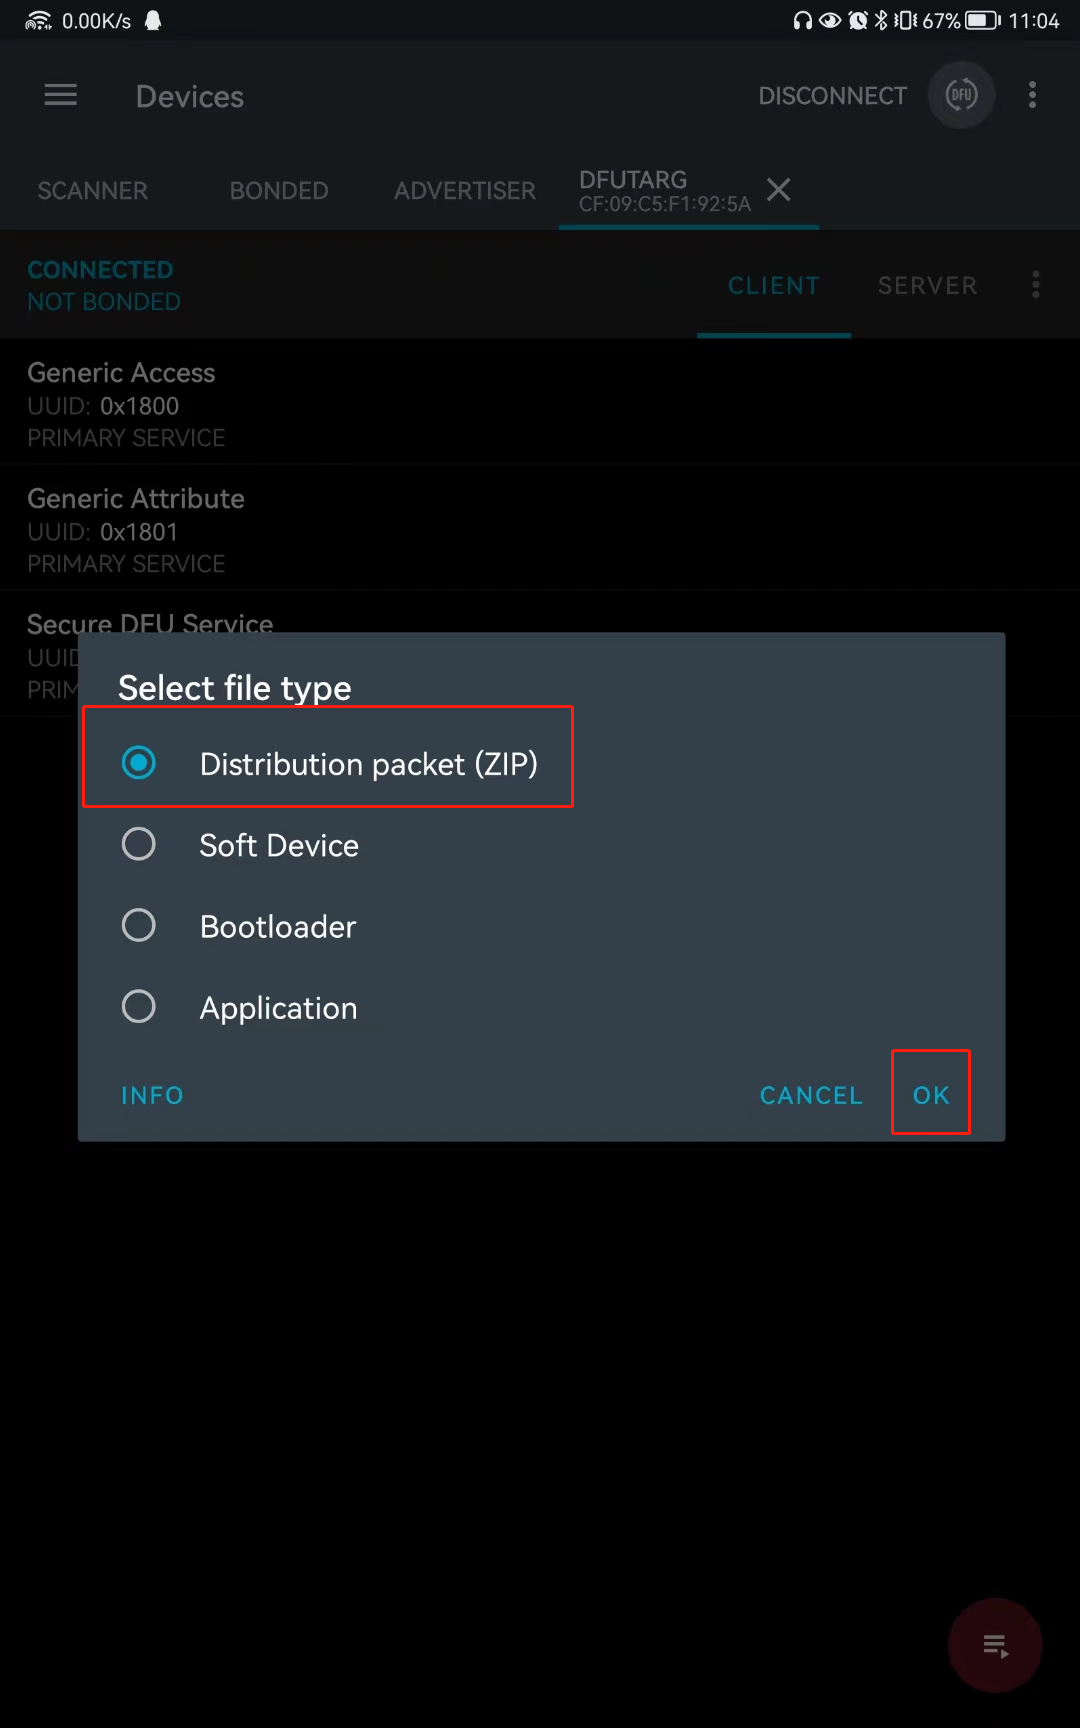 0.00K/s
67%
11:04
Devices
DISCONNECT
DFU
SCANNER
BONDED
ADVERTISER
DFUTARG
CF:09:C5:F1:92:5A
CONNECTED
NOT BONDED
CLIENT
SERVER
Generic Access
UUID: 0x1800
PRIMARY SERVICE
Generic Attribute
UUID: 0x1801
PRIMARY SERVICE
Secure DFU Service
UUID
PRIM
Select file type
Distribution packet (ZIP)
Soft Device
Bootloader
Application
INFO
CANCEL
OK